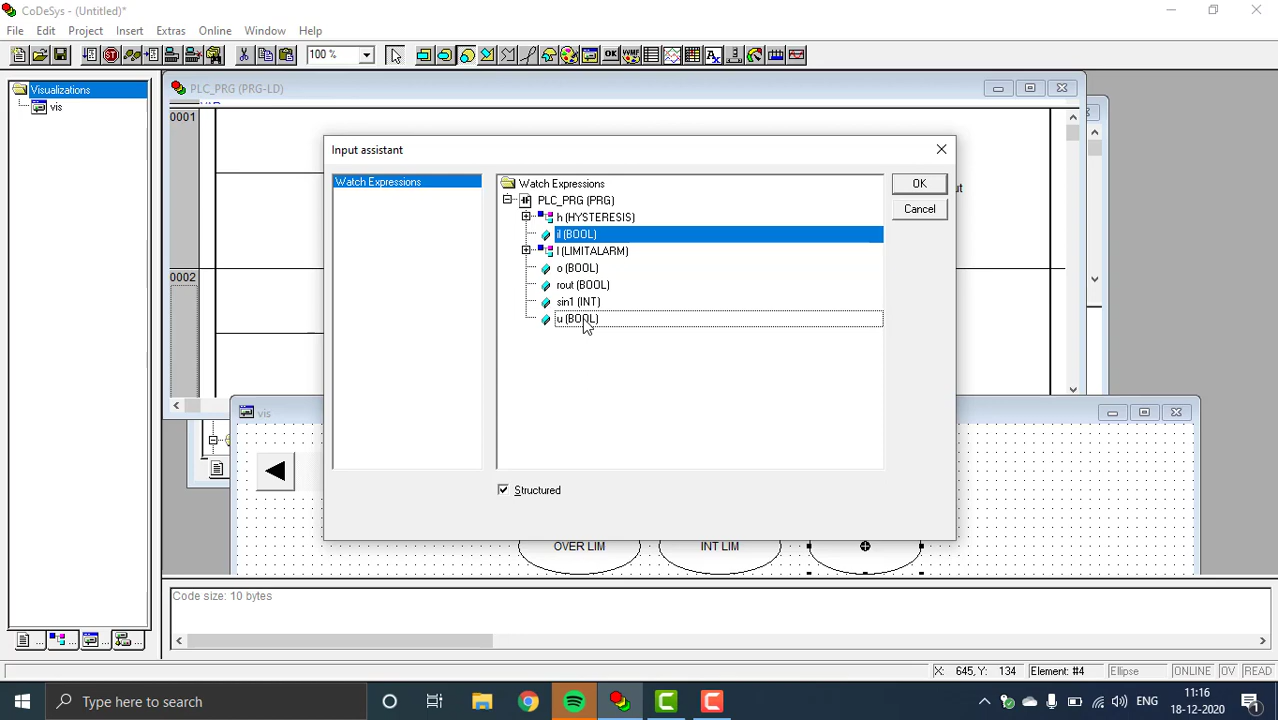 CoDeSys - (Untitled)*
File Edit Project Insert Extras Online Window Help
100 %
Visualizations
vis
PLC_PRG (PRG-LD)
0001
0002
Input assistant
Watch Expressions
Watch Expressions
PLC_PRG (PRG)
h (HYSTERESIS)
il (BOOL)
l (LIMITALARM)
o (BOOL)
rout (BOOL)
sin1 (INT)
u (BOOL)
OK
Cancel
Structured
vis
OVER LIM
INT LIM
Code size: 10 bytes
X: 645, Y: 134 Element: #4 Ellipse ONLINE OV READ
Type here to search
ENG
11:16
18-12-2020
1